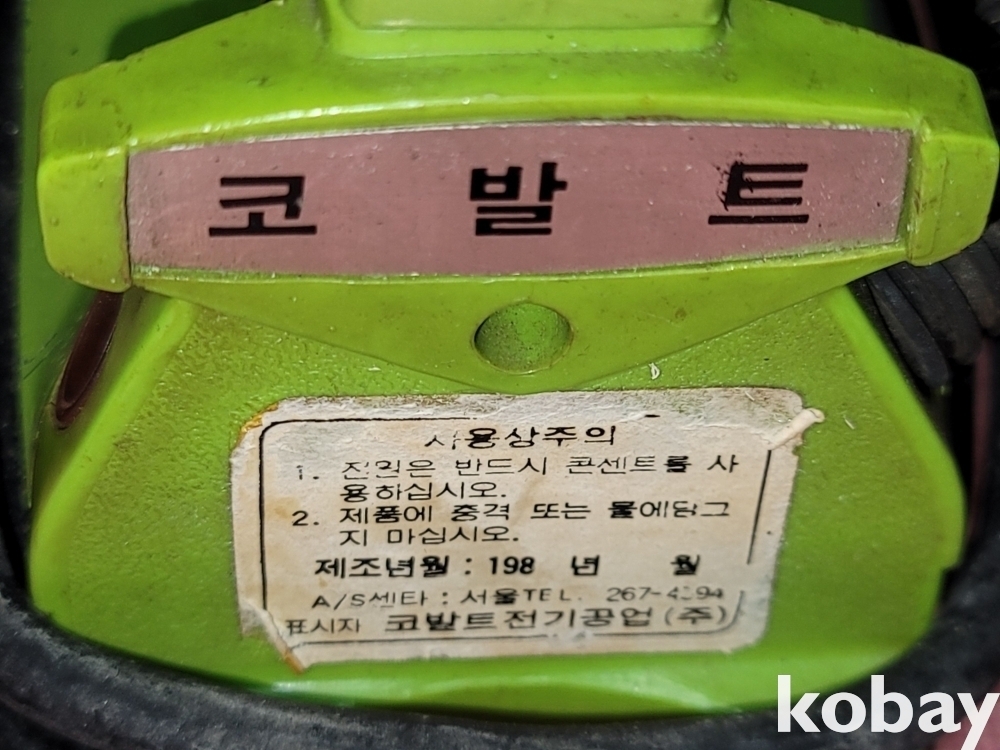 코 발 트
사용상주의
1. 전원은 반드시 콘센트를 사
용하십시오.
2. 제품에 충격 또는 물에담그
지 마십시오.
제조년월 : 198 년 월
A/S센타 : 서울TEL.
표시자 코발트전기공업(주)
kobay